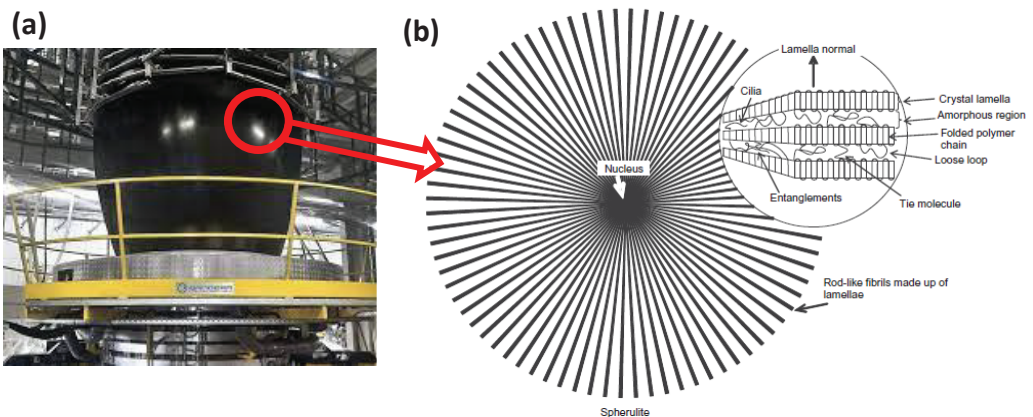 (a)
(b)
Lamella normal
Cilia
Crystal lamella
Amorphous region
Folded polymer
chain
Loose loop
Nucleus
Entanglements
Tie molecule
Rod-like fibrils made up of
lamellae
Spherulite